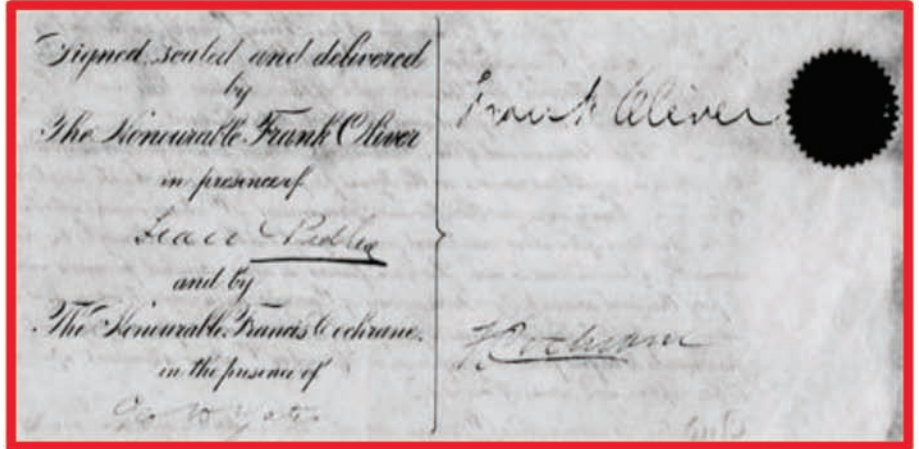 Signed, sealed and delivered
by
The Honourable Frank Oliver
in presence of
Pedley
and by
The Honourable Francis Cochrane.
in the presence of
Frank Oliver
F Cochrane